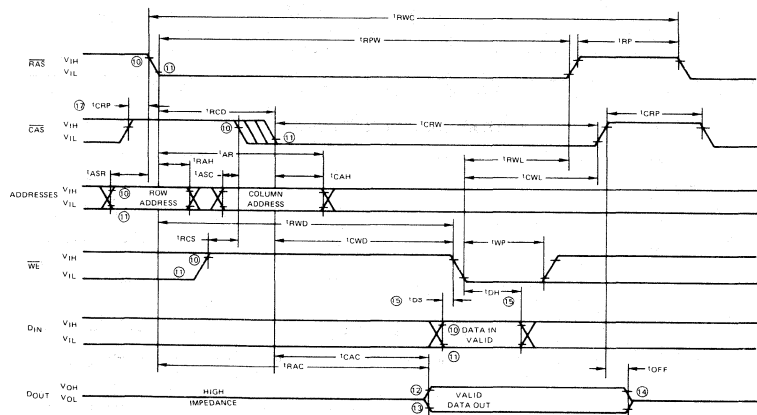 tRWC
tRPW
tRP
RAS VIH VIL
⑩ ⑪
⑰ tCRP
tRCD
CAS VIH VIL
⑩ ⑪
tCRW
tCRP
tAR
tRAH
tASR
tASC
tCAH
tRWL
tCWL
ADDRESSES VIH VIL
⑩ ROW ADDRESS
COLUMN ADDRESS
⑪
tRWD
tRCS
tCWD
tWP
WE VIH VIL
⑩ ⑪
⑮ tDS
tDH ⑮
DIN VIH VIL
⑩ DATA IN VALID
⑪
tCAC
tRAC
tOFF
DOUT VOH VOL
HIGH IMPEDANCE
⑫ VALID DATA OUT ⑭
⑬